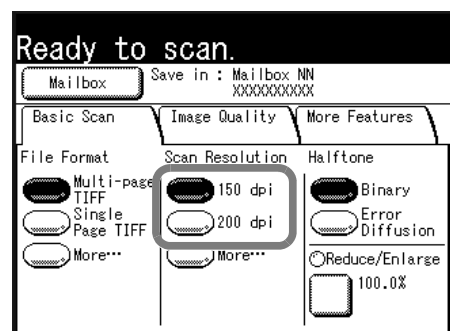 Ready to scan.
Mailbox
Save in : Mailbox NN
XXXXXXXXXX
Basic Scan
Image Quality
More Features
File Format
Multi-page
TIFF
Single
Page TIFF
More…
Scan Resolution
150 dpi
200 dpi
More…
Halftone
Binary
Error
Diffusion
Reduce/Enlarge
100.0%